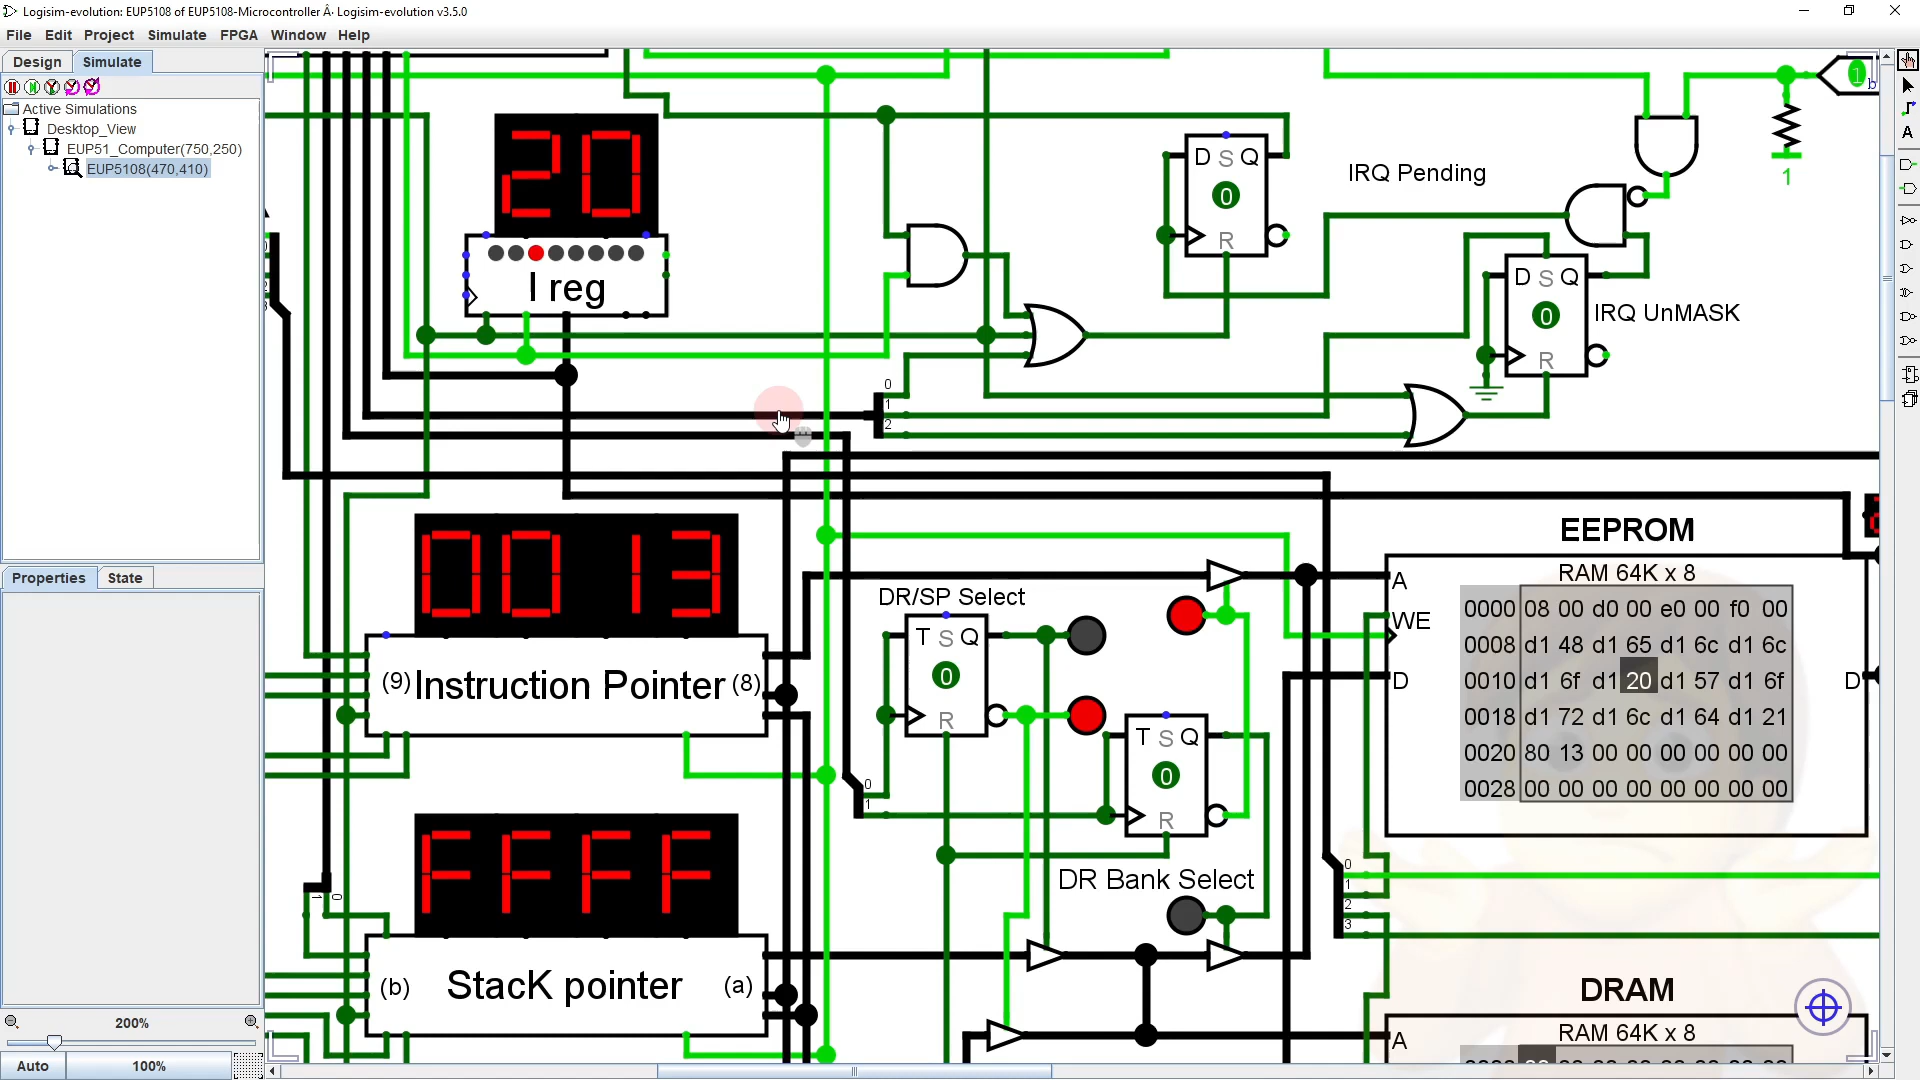 Logisim-evolution: EUP5108 of EUP5108-Microcontroller Â· Logisim-evolution v3.5.0
File Edit Project Simulate FPGA Window Help
Design Simulate
Active Simulations
Desktop_View
EUP51_Computer(750,250)
EUP5108(470,410)
Properties State
200%
Auto 100%
20
I reg
D S Q
0
R
IRQ Pending
1
b
1
D S Q
0
R
IRQ UnMASK
0
1
2
0013
(9) Instruction Pointer (8)
DR/SP Select
T S Q
0
R
T S Q
0
R
0
1
DR Bank Select
FFFF
(b) StacK pointer (a)
1 0
EEPROM
RAM 64K x 8
A
WE
D
D
0000 08 00 d0 00 e0 00 f0 00
0008 d1 48 d1 65 d1 6c d1 6c
0010 d1 6f d1 20 d1 57 d1 6f
0018 d1 72 d1 6c d1 64 d1 21
0020 80 13 00 00 00 00 00 00
0028 00 00 00 00 00 00 00 00
0
1
2
3
DRAM
RAM 64K x 8
A
A